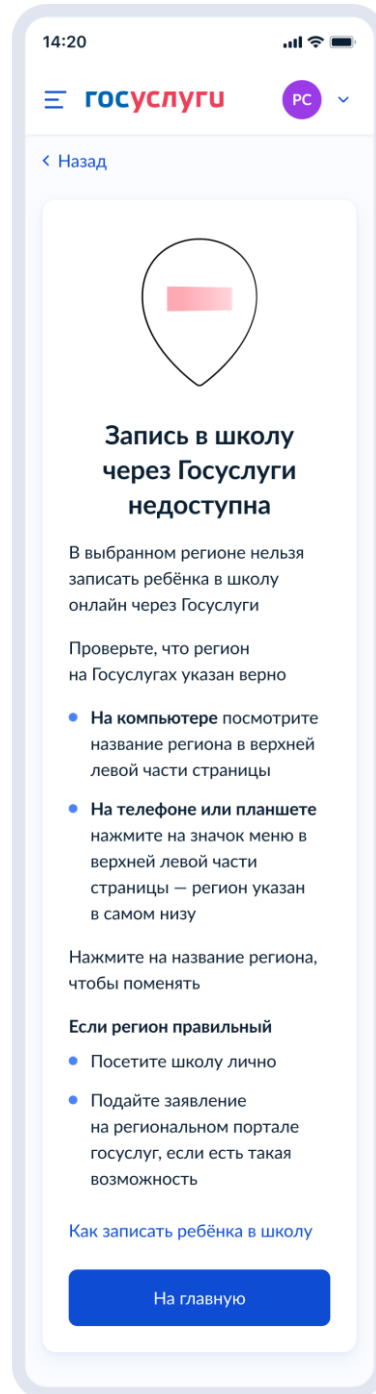 14:20
госуслуги
РС
Назад
Запись в школу
через Госуслуги
недоступна
В выбранном регионе нельзя
записать ребёнка в школу
онлайн через Госуслуги
Проверьте, что регион
на Госуслугах указан верно
На компьютере посмотрите
название региона в верхней
левой части страницы
На телефоне или планшете
нажмите на значок меню в
верхней левой части
страницы — регион указан
в самом низу
Нажмите на название региона,
чтобы поменять
Если регион правильный
Посетите школу лично
Подайте заявление
на региональном портале
госуслуг, если есть такая
возможность
Как записать ребёнка в школу
На главную